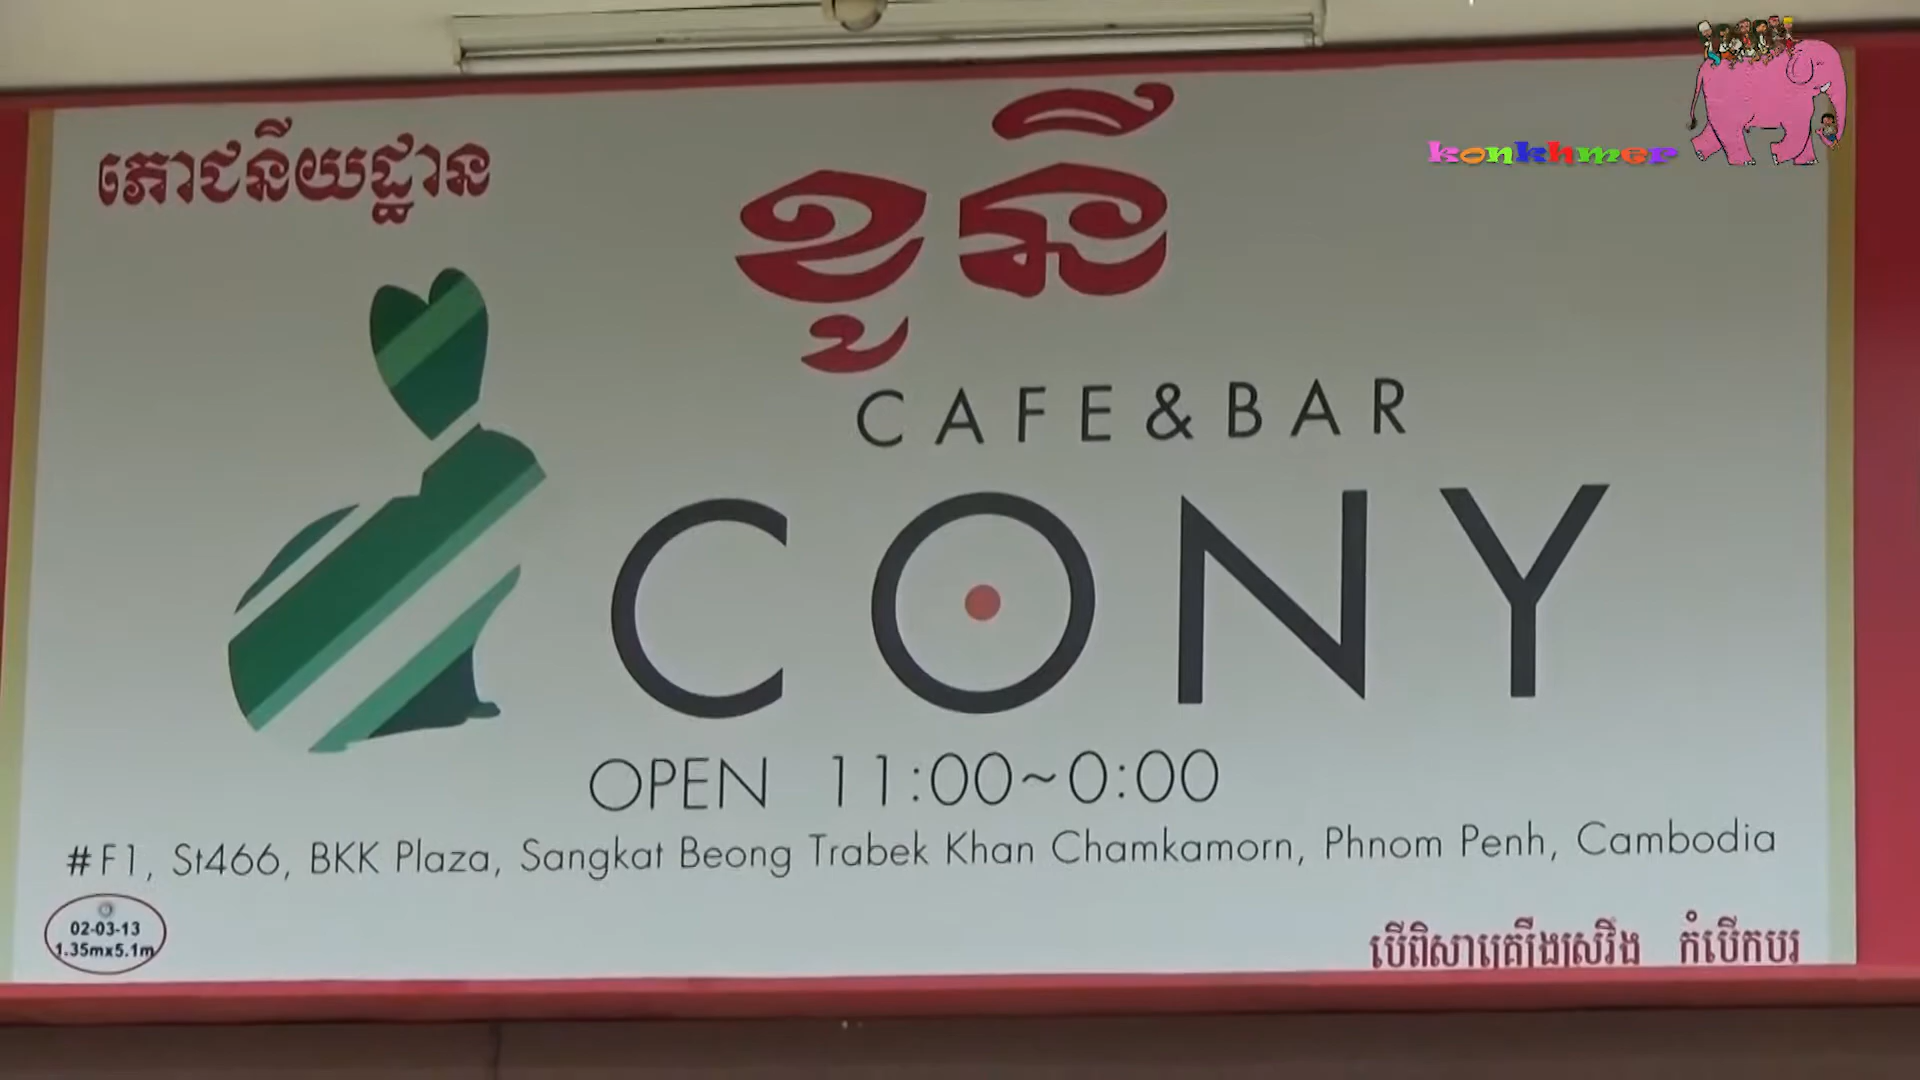 ភោជនីយដ្ឋាន
ខូនី
konkhmer
CAFE & BAR
CONY
OPEN 11:00~0:00
#F1, St466, BKK Plaza, Sangkat Beong Trabek Khan Chamkamorn, Phnom Penh, Cambodia
02-03-13
1.35mx5.1m
បើពិសាគ្រឿងស្រវឹង កុំបើកបរ